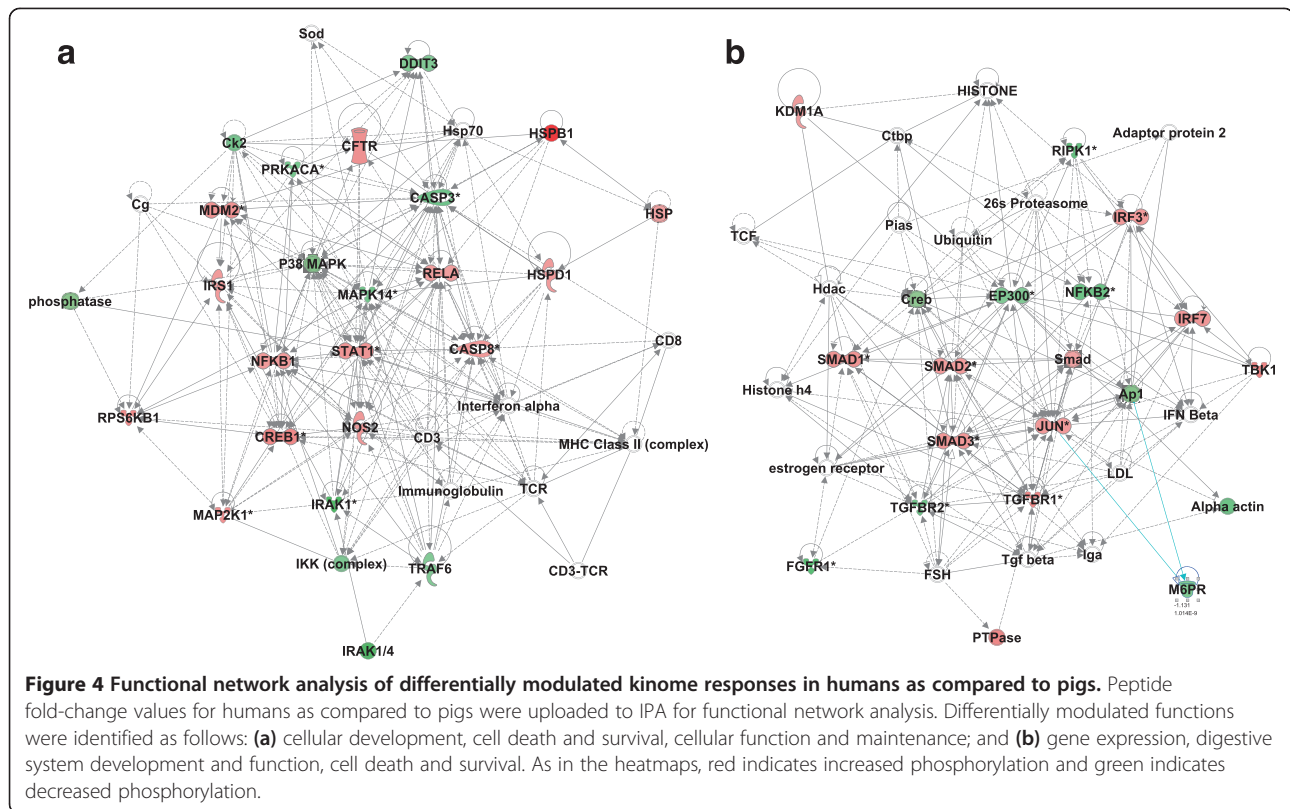 a
b
Sod
DDIT3
Hsp70
HSPB1
Ck2
CFTR
PRKACA*
CASP3*
Cg
MDM2*
HSP
P38 MAPK
RELA
HSPD1
IRS1
MAPK14*
phosphatase
STAT1*
CASP8*
CD8
NFKB1
Interferon alpha
RPS6KB1
CREB1*
NOS2
CD3
MHC Class II (complex)
Immunoglobulin
TCR
MAP2K1*
IRAK1*
IKK (complex)
TRAF6
CD3-TCR
IRAK1/4
KDM1A
HISTONE
Ctbp
Adaptor protein 2
RIPK1*
26s Proteasome
IRF3*
TCF
Pias
Ubiquitin
Hdac
Creb
EP300*
NFKB2*
IRF7
SMAD1*
SMAD2*
Smad
TBK1
Histone h4
Ap1
IFN Beta
JUN*
SMAD3*
estrogen receptor
LDL
TGFBR2*
TGFBR1*
Alpha actin
FGFR1*
FSH
Tgf beta
Iga
M6PR
-1.131
1.014E-9
PTPase
Figure 4 Functional network analysis of differentially modulated kinome responses in humans as compared to pigs. Peptide
fold-change values for humans as compared to pigs were uploaded to IPA for functional network analysis. Differentially modulated functions
were identified as follows: (a) cellular development, cell death and survival, cellular function and maintenance; and (b) gene expression, digestive
system development and function, cell death and survival. As in the heatmaps, red indicates increased phosphorylation and green indicates
decreased phosphorylation.